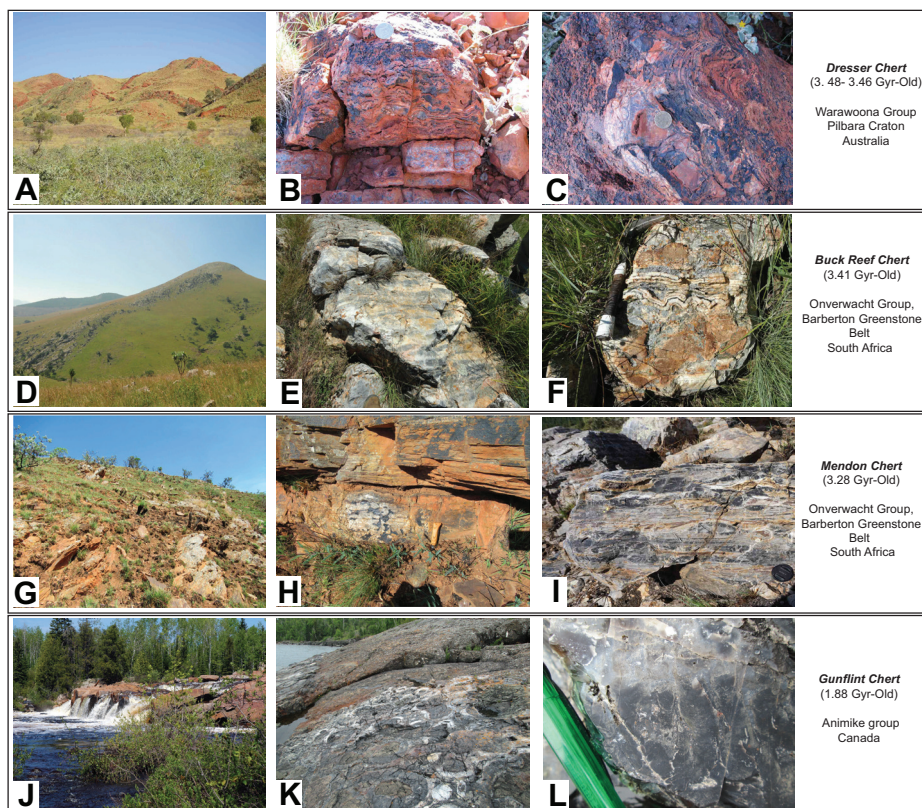 A
B
C
Dresser Chert
(3. 48- 3.46 Gyr-Old)
Warawoona Group
Pilbara Craton
Australia
D
E
F
Buck Reef Chert
(3.41 Gyr-Old)
Onverwacht Group,
Barberton Greenstone
Belt
South Africa
G
H
I
Mendon Chert
(3.28 Gyr-Old)
Onverwacht Group,
Barberton Greenstone
Belt
South Africa
J
K
L
Gunflint Chert
(1.88 Gyr-Old)
Animike group
Canada